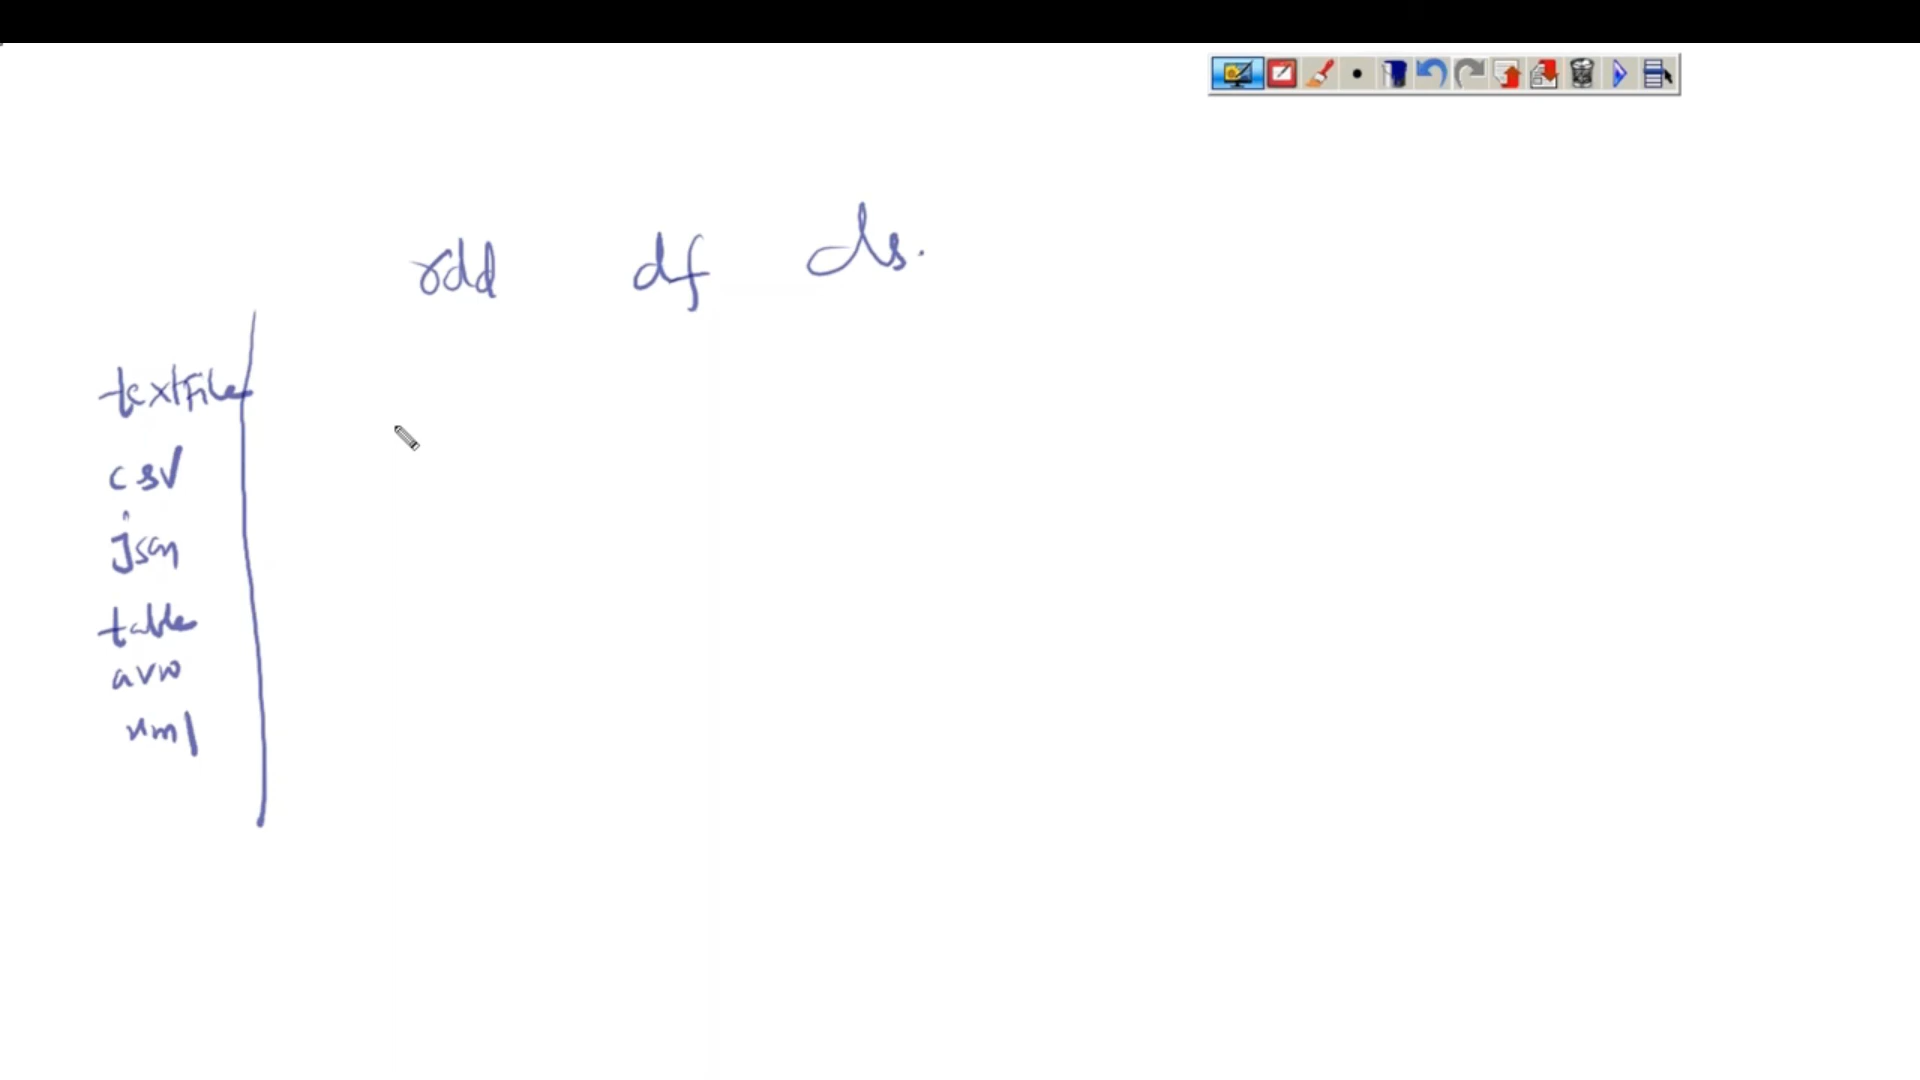 rdd df ds.
textFile
csv
json
table
avro
xml